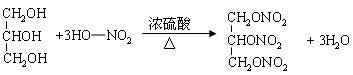 CH₂OH
CHOH + 3HO—NO₂ 浓硫酸 △ CHONO₂ + 3H₂O
CH₂OH
CH₂ONO₂
CH₂ONO₂